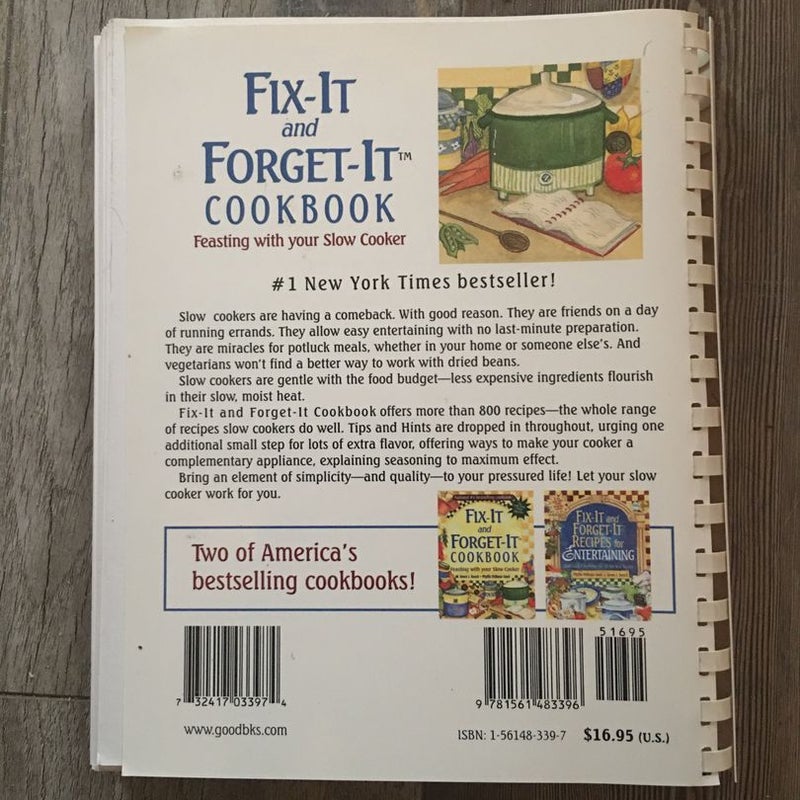 FIX-IT
and
FORGET-IT™
COOKBOOK
Feasting with your Slow Cooker
#1 New York Times bestseller!
Slow cookers are having a comeback. With good reason. They are friends on a day
of running errands. They allow easy entertaining with no last-minute preparation.
They are miracles for potluck meals, whether in your home or someone else's. And
vegetarians won't find a better way to work with dried beans.
Slow cookers are gentle with the food budget—less expensive ingredients flourish
in their slow, moist heat.
Fix-It and Forget-It Cookbook offers more than 800 recipes—the whole range
of recipes slow cookers do well. Tips and Hints are dropped in throughout, urging one
additional small step for lots of extra flavor, offering ways to make your cooker a
complementary appliance, explaining seasoning to maximum effect.
Bring an element of simplicity—and quality—to your pressured life! Let your slow
cooker work for you.
Two of America's
bestselling cookbooks!
FIX-IT
and
FORGET-IT
COOKBOOK
Feasting with your Slow Cooker
FIX-IT and
FORGET-IT
RECIPES for
ENTERTAINING
7 32417 03397 4
51695
9 781561 483396
www.goodbks.com
ISBN: 1-56148-339-7 $16.95 (U.S.)